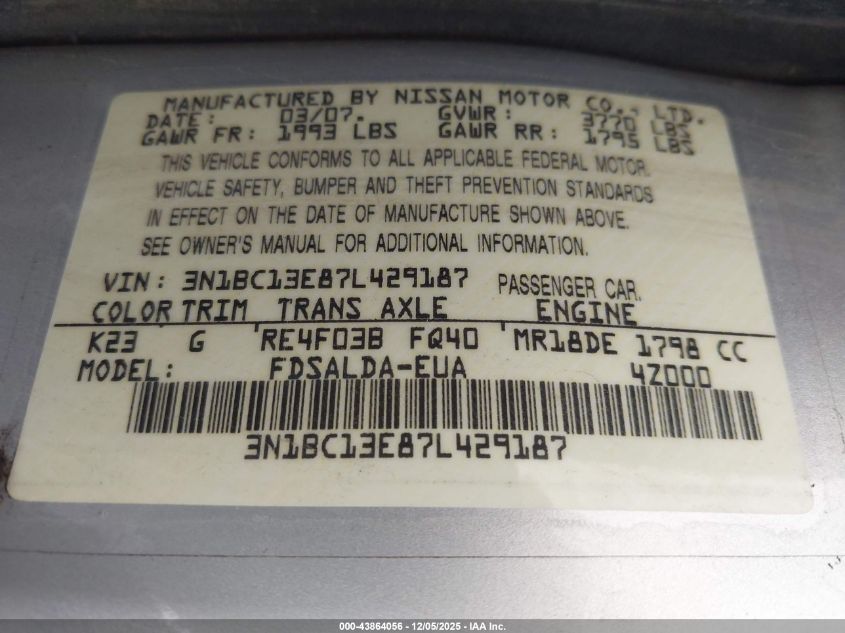 MANUFACTURED BY NISSAN MOTOR CO., LTD.
DATE: 03/07. GVWR: 3770 LBS
GAWR FR: 1993 LBS GAWR RR: 1795 LBS
THIS VEHICLE CONFORMS TO ALL APPLICABLE FEDERAL MOTOR
VEHICLE SAFETY, BUMPER AND THEFT PREVENTION STANDARDS
IN EFFECT ON THE DATE OF MANUFACTURE SHOWN ABOVE.
SEE OWNER'S MANUAL FOR ADDITIONAL INFORMATION.
VIN: 3N1BC13E87L429187 PASSENGER CAR.
COLOR TRIM TRANS AXLE ENGINE
K23 G RE4F03B FQ40 MR18DE 1798 CC
MODEL: FDSALDA-EUA 4Z000
3N1BC13E87L429187
000-43864056 - 12/05/2025 - IAA Inc.